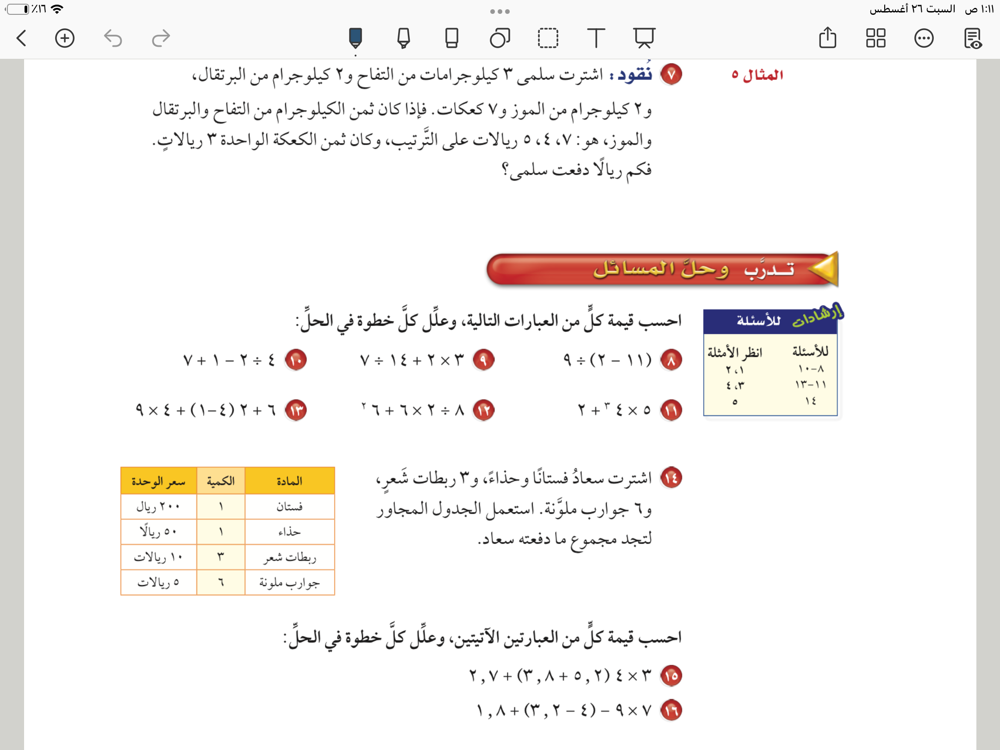 ١:١١ ص السبت ٢٦ أغسطس
٪١٦
المثال ٥
٧ نُقود: اشترت سلمى ٣ كيلوجرامات من التفاح و٢ كيلوجرام من البرتقال،
و٢ كيلوجرام من الموز و٧ كعكات. فإذا كان ثمن الكيلوجرام من التفاح والبرتقال
والموز، هو: ٧، ٤، ٥ ريالات على التَّرتيب، وكان ثمن الكعكة الواحدة ٣ ريالاتٍ.
فكم ريالًا دفعت سلمى؟
تـدرَّب وحلَّ المسائل
إرشادات للأسئلة
للأسئلة انظر الأمثلة
٨–١٠ ١، ٢
١١–١٣ ٣، ٤
١٤ ٥
احسب قيمة كلٍّ من العبارات التالية، وعلِّل كلَّ خطوة في الحلِّ:
٨ (١١ – ٢) ÷ ٩
٩ ٣ × ٢ + ١٤ ÷ ٧
١٠ ٤ ÷ ٢ – ١ + ٧
١١ ٥ × ٤ ٣ + ٢
١٢ ٨ ÷ ٢ × ٦ + ٦ ٢
١٣ ٦ + ٢ (٤–١) + ٤ × ٩
١٤ اشترت سعادُ فستانًا وحذاءً، و٣ ربطات شَعرٍ،
و٦ جوارب ملوَّنة. استعمل الجدول المجاور
لتجد مجموع ما دفعته سعاد.
المادة الكمية سعر الوحدة
فستان ١ ٢٠٠ ريال
حذاء ١ ٥٠ ريالًا
ربطات شعر ٣ ١٠ ريالات
جوارب ملونة ٦ ٥ ريالات
احسب قيمة كلٍّ من العبارتين الآتيتين، وعلِّل كلَّ خطوة في الحلِّ:
١٥ ٣ × ٤ (٥,٢ + ٣,٨) + ٢,٧
١٦ ٧ × ٩ – (٤ – ٣,٢) + ١,٨